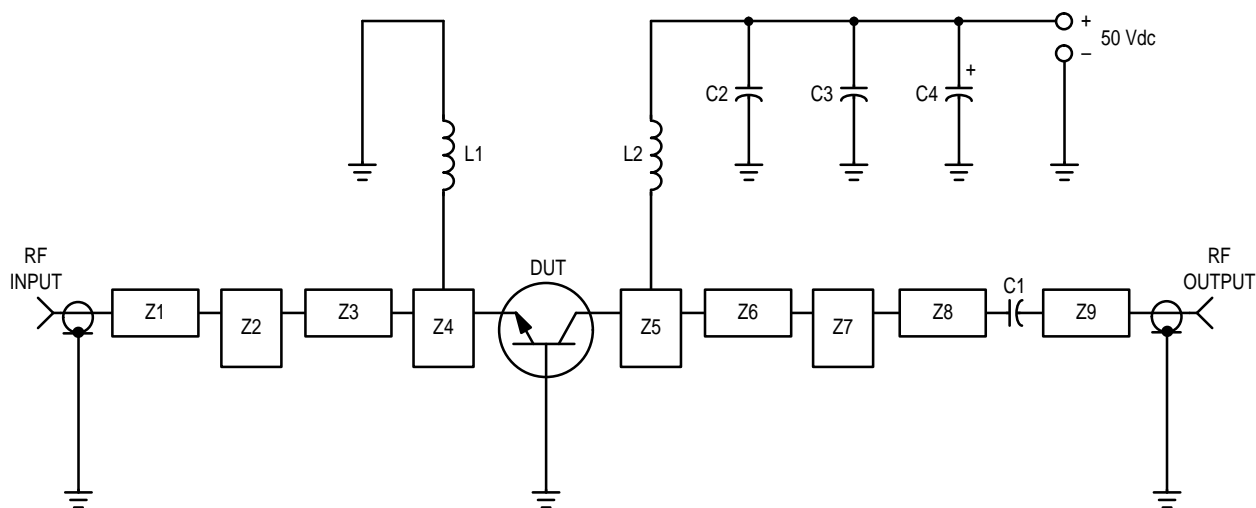 +
50 Vdc
–
C2
C3
+
C4
L1
L2
RF
INPUT
DUT
RF
OUTPUT
C1
Z1
Z2
Z3
Z4
Z5
Z6
Z7
Z8
Z9